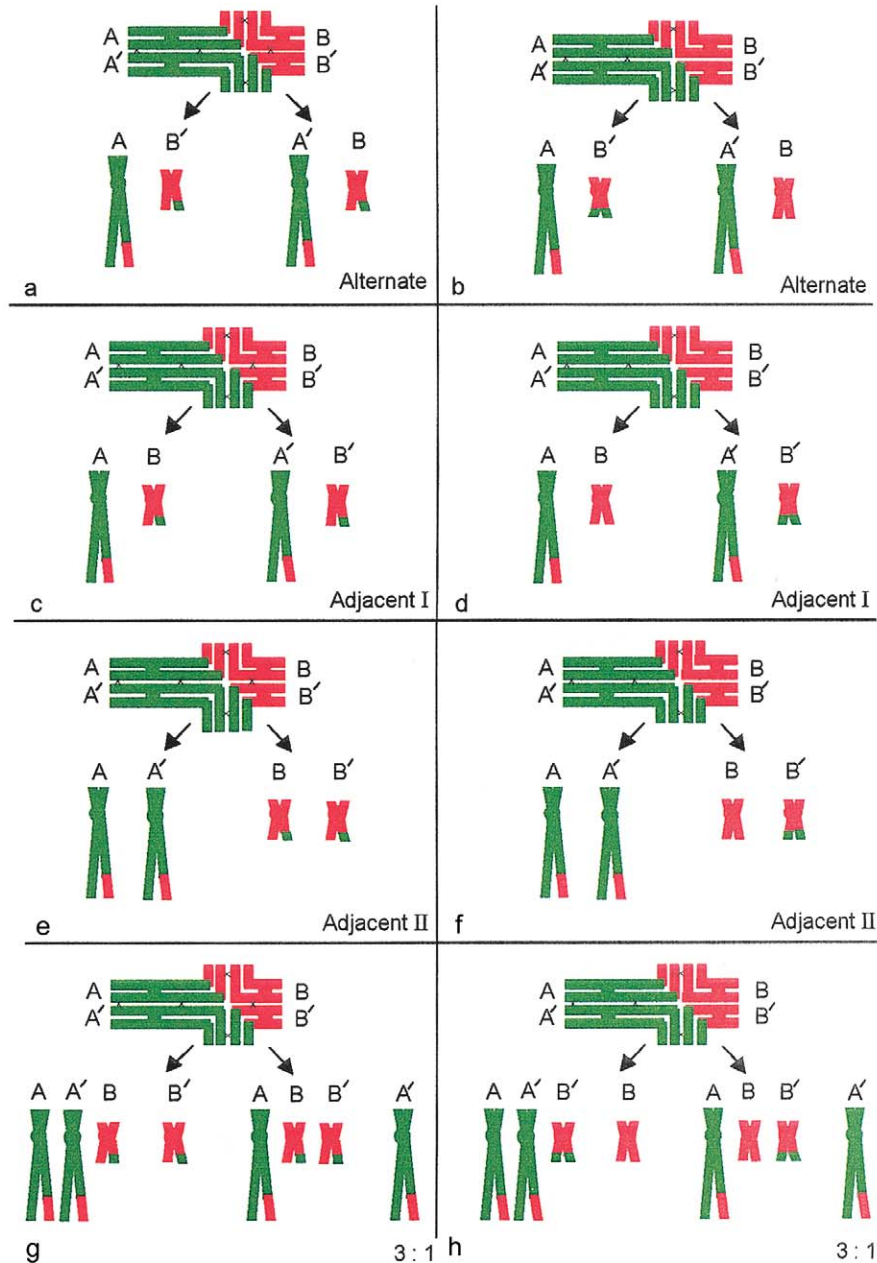 A B
A′ B′
A B′ A′ B
a Alternate
A B
A′ B′
A B′ A′ B
b Alternate
A B
A′ B′
A B A′ B′
c Adjacent I
A B
A′ B′
A B A′ B′
d Adjacent I
A B
A′ B′
A A′ B B′
e Adjacent II
A B
A′ B′
A A′ B B′
f Adjacent II
A B
A′ B′
A A′ B B′ A B B′ A′
g 3 : 1
A B
A′ B′
A A′ B′ B A B B′ A′
h 3 : 1